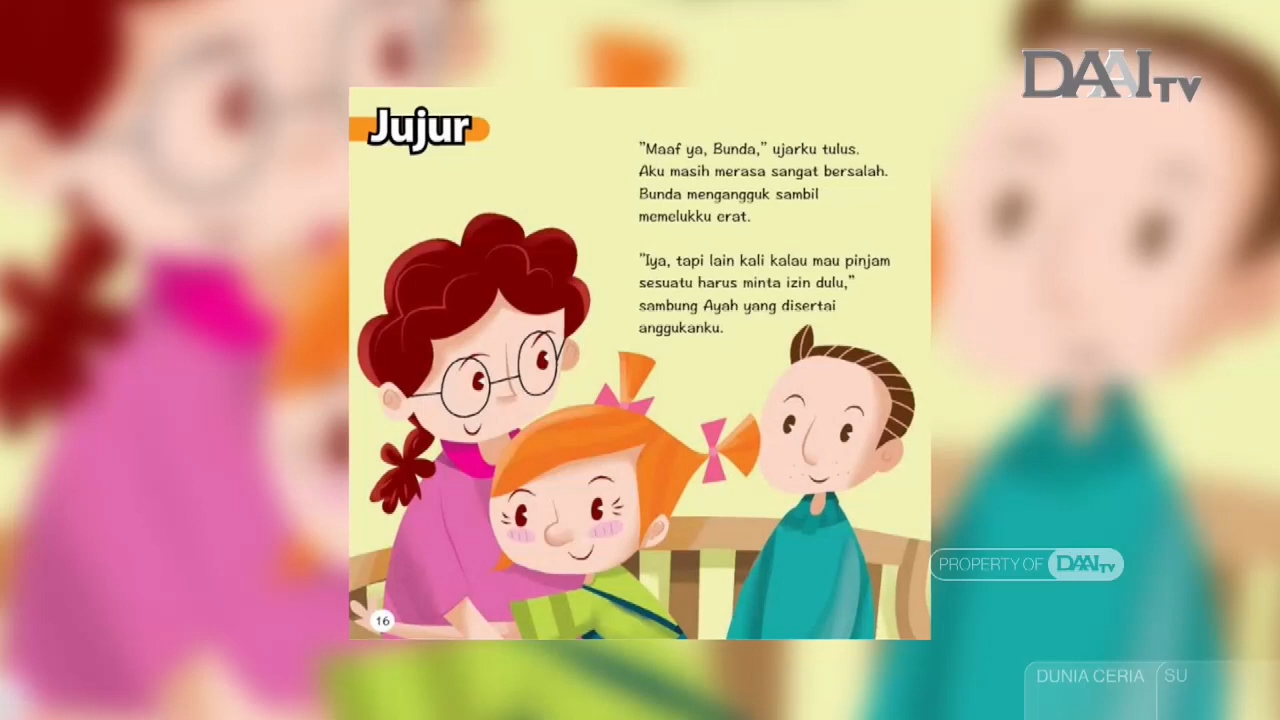 DAAI TV
Jujur
"Maaf ya, Bunda," ujarku tulus.
Aku masih merasa sangat bersalah.
Bunda mengangguk sambil
memelukku erat.
"Iya, tapi lain kali kalau mau pinjam
sesuatu harus minta izin dulu,"
sambung Ayah yang disertai
anggukanku.
PROPERTY OF DAAI TV
16
DUNIA CERIA SU